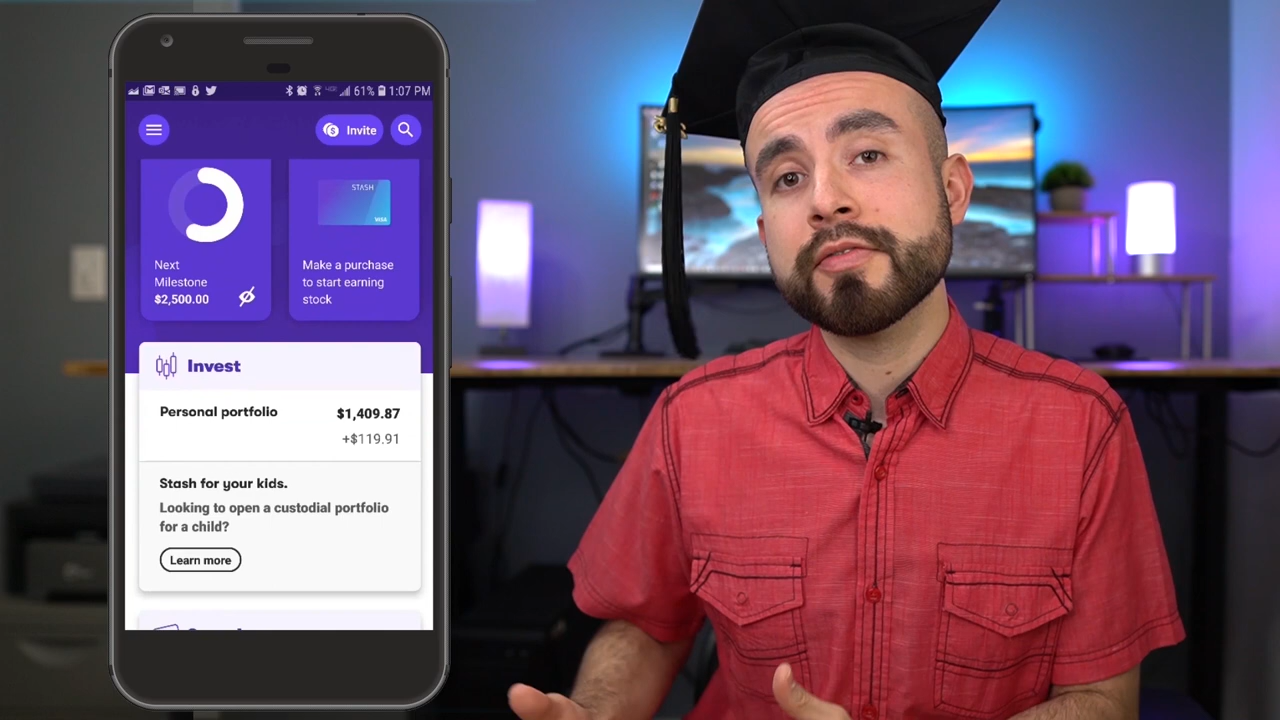 61% 1:07 PM
Invite
STASH
VISA
Next
Milestone
$2,500.00
Make a purchase
to start earning
stock
Invest
Personal portfolio
$1,409.87
+$119.91
Stash for your kids.
Looking to open a custodial portfolio
for a child?
Learn more